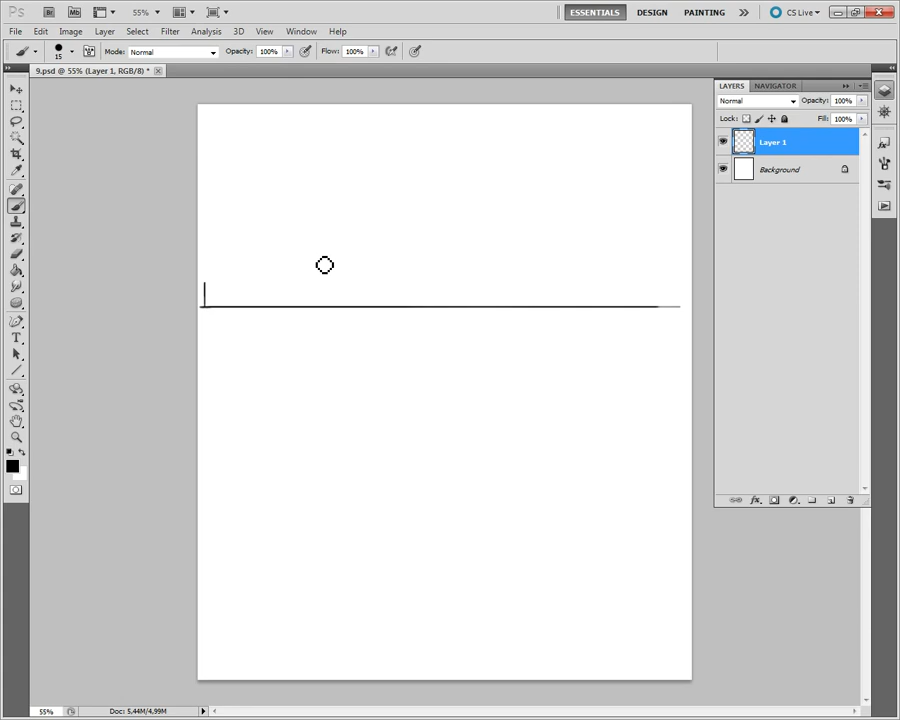 Ps Br Mb 55% ESSENTIALS DESIGN PAINTING CS Live
File Edit Image Layer Select Filter Analysis 3D View Window Help
15 Mode: Normal Opacity: 100% Flow: 100%
9.psd @ 55% (Layer 1, RGB/8) *
LAYERS NAVIGATOR
Normal Opacity: 100%
Lock: Fill: 100%
Layer 1
Background
T
fx
55% Doc: 5,44M/4,99M